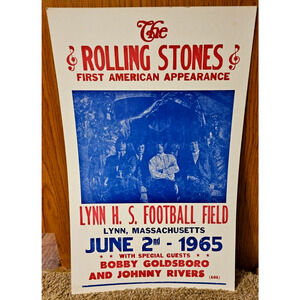 The
ROLLING STONES
FIRST AMERICAN APPEARANCE
LYNN H. S. FOOTBALL FIELD
LYNN, MASSACHUSETTS
JUNE 2nd - 1965
★ ★ WITH SPECIAL GUESTS ★ ★
BOBBY GOLDSBORO
AND JOHNNY RIVERS